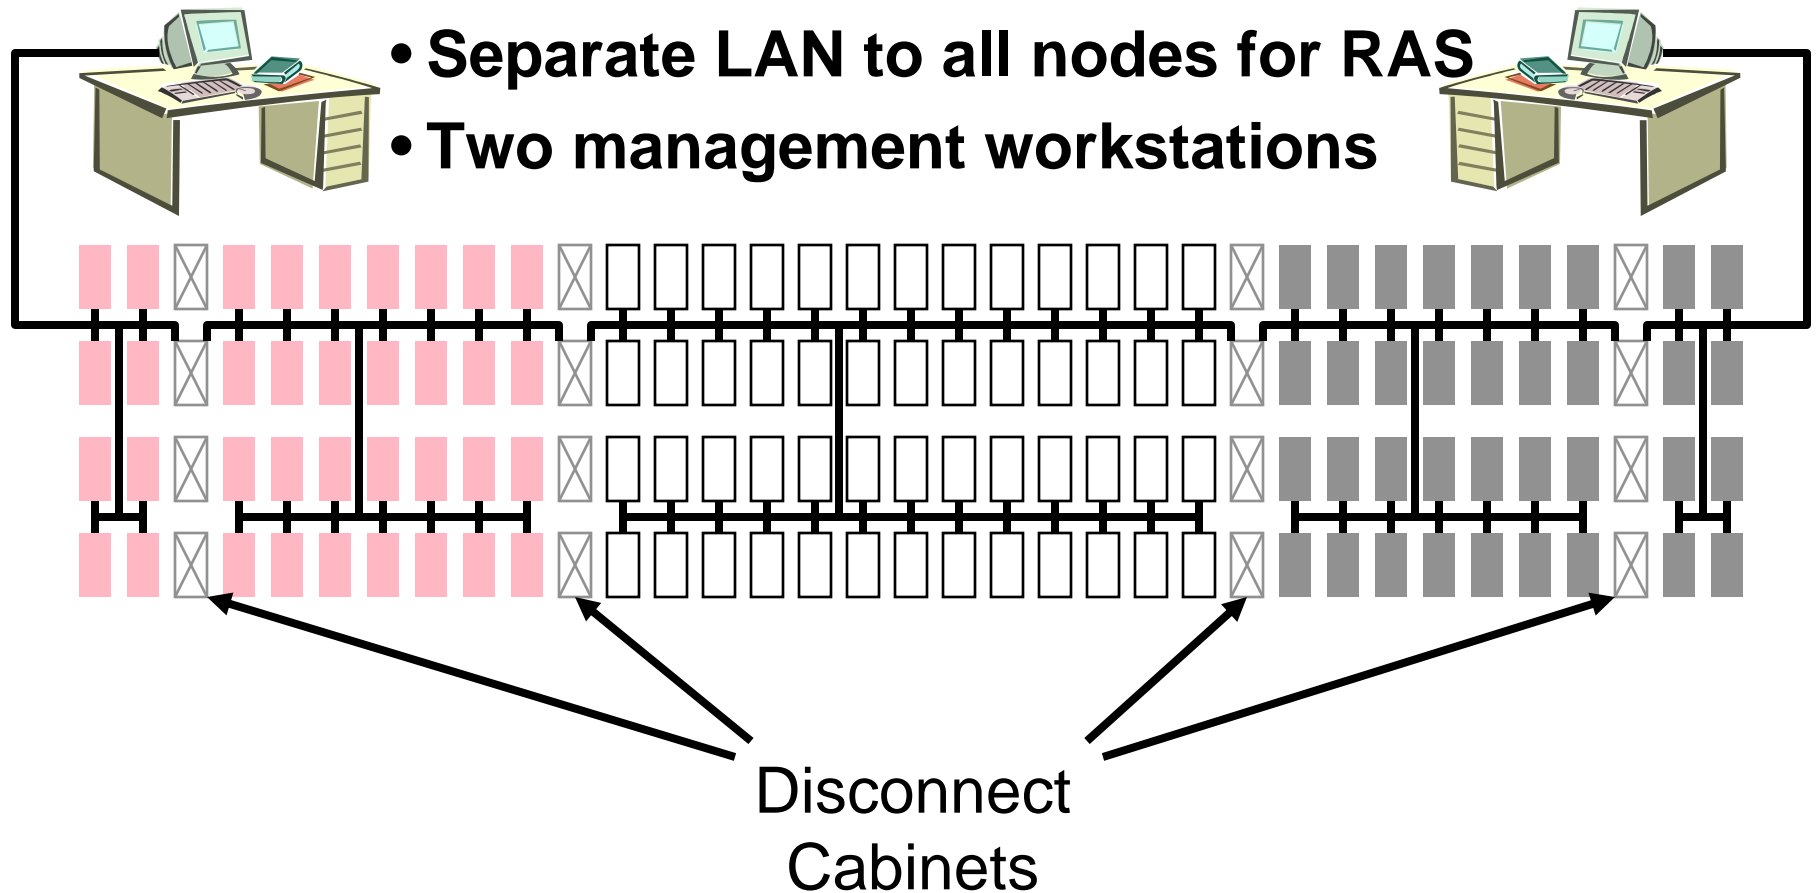 • Separate LAN to all nodes for RAS
• Two management workstations
Disconnect
Cabinets